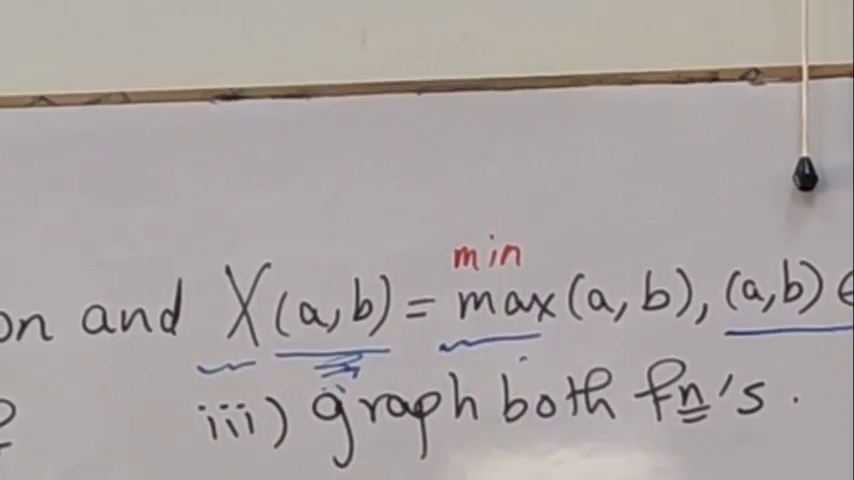 min
on and X(a,b) = max(a,b), (a,b) ∈
iii) graph both fn's.